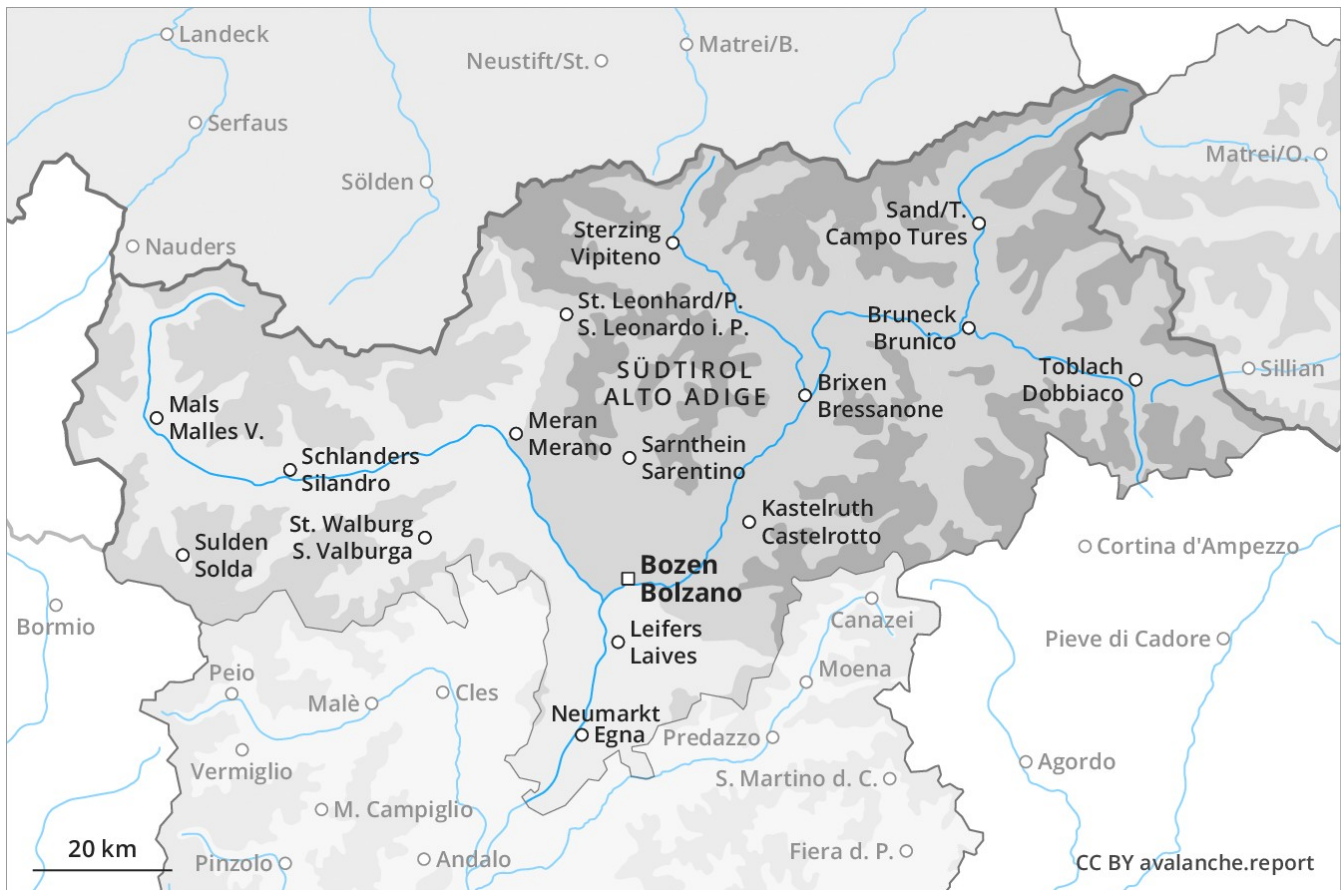 Landeck
Matrei/B.
Neustift/St.
Serfaus
Matrei/O.
Sölden
Sand/T.
Campo Tures
Sterzing
Vipiteno
Nauders
St. Leonhard/P.
S. Leonardo i. P.
Bruneck
Brunico
SÜDTIROL
ALTO ADIGE
Toblach
Dobbiaco
Sillian
Brixen
Bressanone
Mals
Malles V.
Meran
Merano
Sarnthein
Sarentino
Schlanders
Silandro
Kastelruth
Castelrotto
St. Walburg
S. Valburga
Sulden
Solda
Cortina d'Ampezzo
Bozen
Bolzano
Bormio
Canazei
Leifers
Laives
Pieve di Cadore
Peio
Moena
Malè
Cles
Neumarkt
Egna
Predazzo
Vermiglio
S. Martino d. C.
Agordo
M. Campiglio
20 km
Pinzolo
Andalo
Fiera d. P.
CC BY avalanche.report